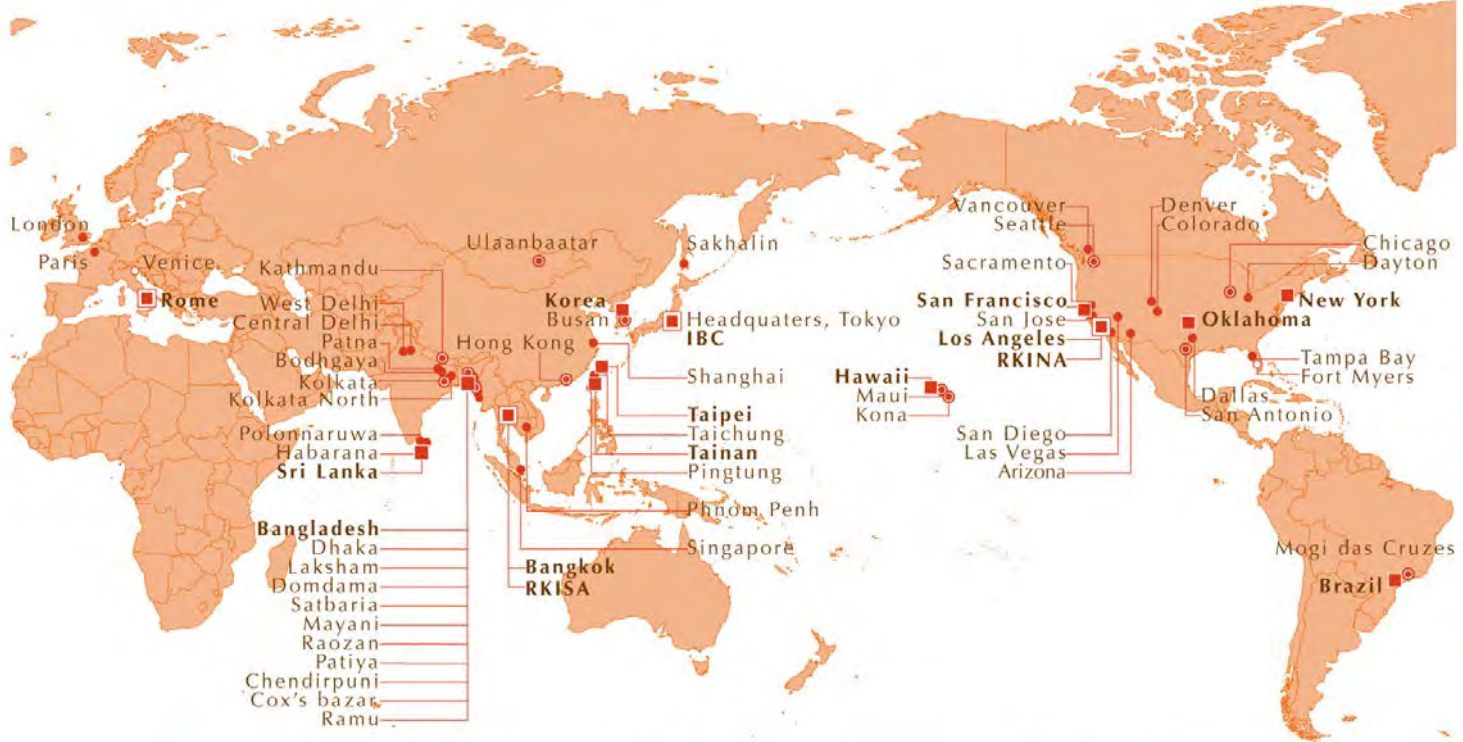 London
Paris
Venice
Rome
Ulaanbaatar
Sakhalin
Kathmandu
West Delhi
Central Delhi
Patna
Bodhgaya
Kolkata
Kolkata North
Korea
Busan
Headquaters, Tokyo
IBC
Hong Kong
Shanghai
Polonnaruwa
Habarana
Sri Lanka
Taipei
Taichung
Tainan
Pingtung
Phnom Penh
Singapore
Bangkok
RKISA
Bangladesh
Dhaka
Laksham
Domdama
Satbaria
Mayani
Raozan
Patiya
Chendirpuni
Cox's bazar
Ramu
Vancouver
Seattle
Denver
Colorado
Chicago
Dayton
Sacramento
San Francisco
San Jose
Los Angeles
RKINA
New York
Oklahoma
Hawaii
Maui
Kona
Tampa Bay
Fort Myers
Dallas
San Antonio
San Diego
Las Vegas
Arizona
Mogi das Cruzes
Brazil